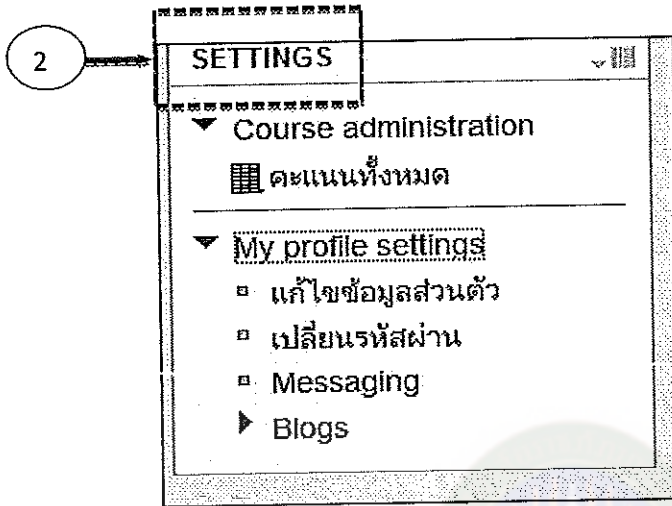 2
SETTINGS
Course administration
คะแนนทั้งหมด
My profile settings
แก้ไขข้อมูลส่วนตัว
เปลี่ยนรหัสผ่าน
Messaging
Blogs